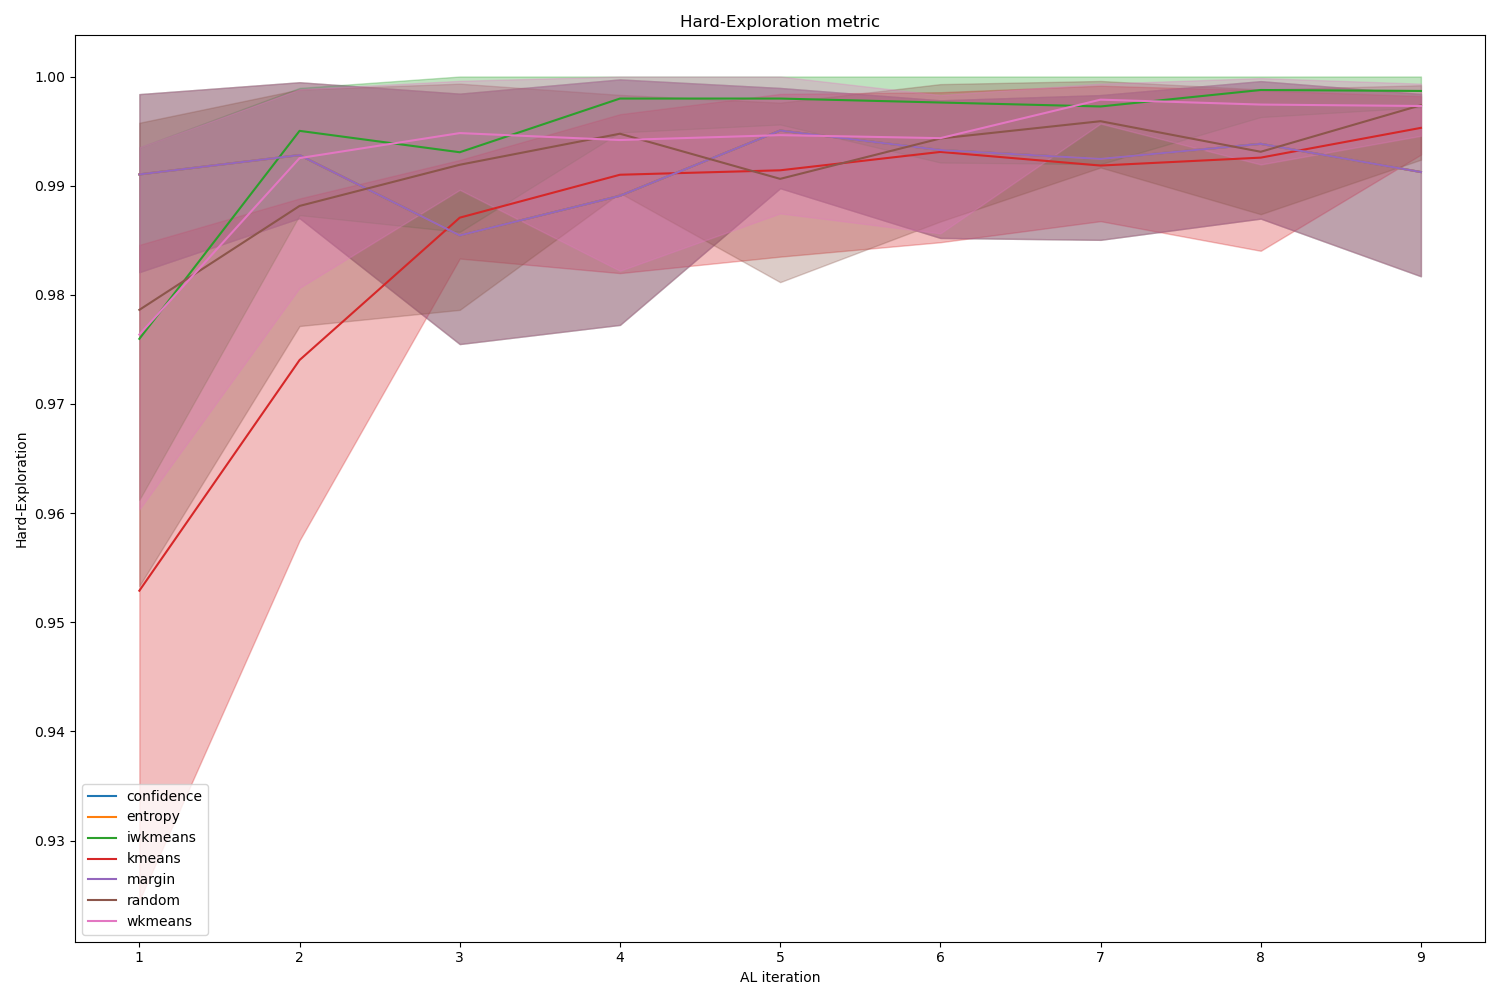 Hard-Exploration metric
Hard-Exploration
1.00
0.99
0.98
0.97
0.96
0.95
0.94
0.93
confidence
entropy
iwkmeans
kmeans
margin
random
wkmeans
1 2 3 4 5 6 7 8 9
AL iteration